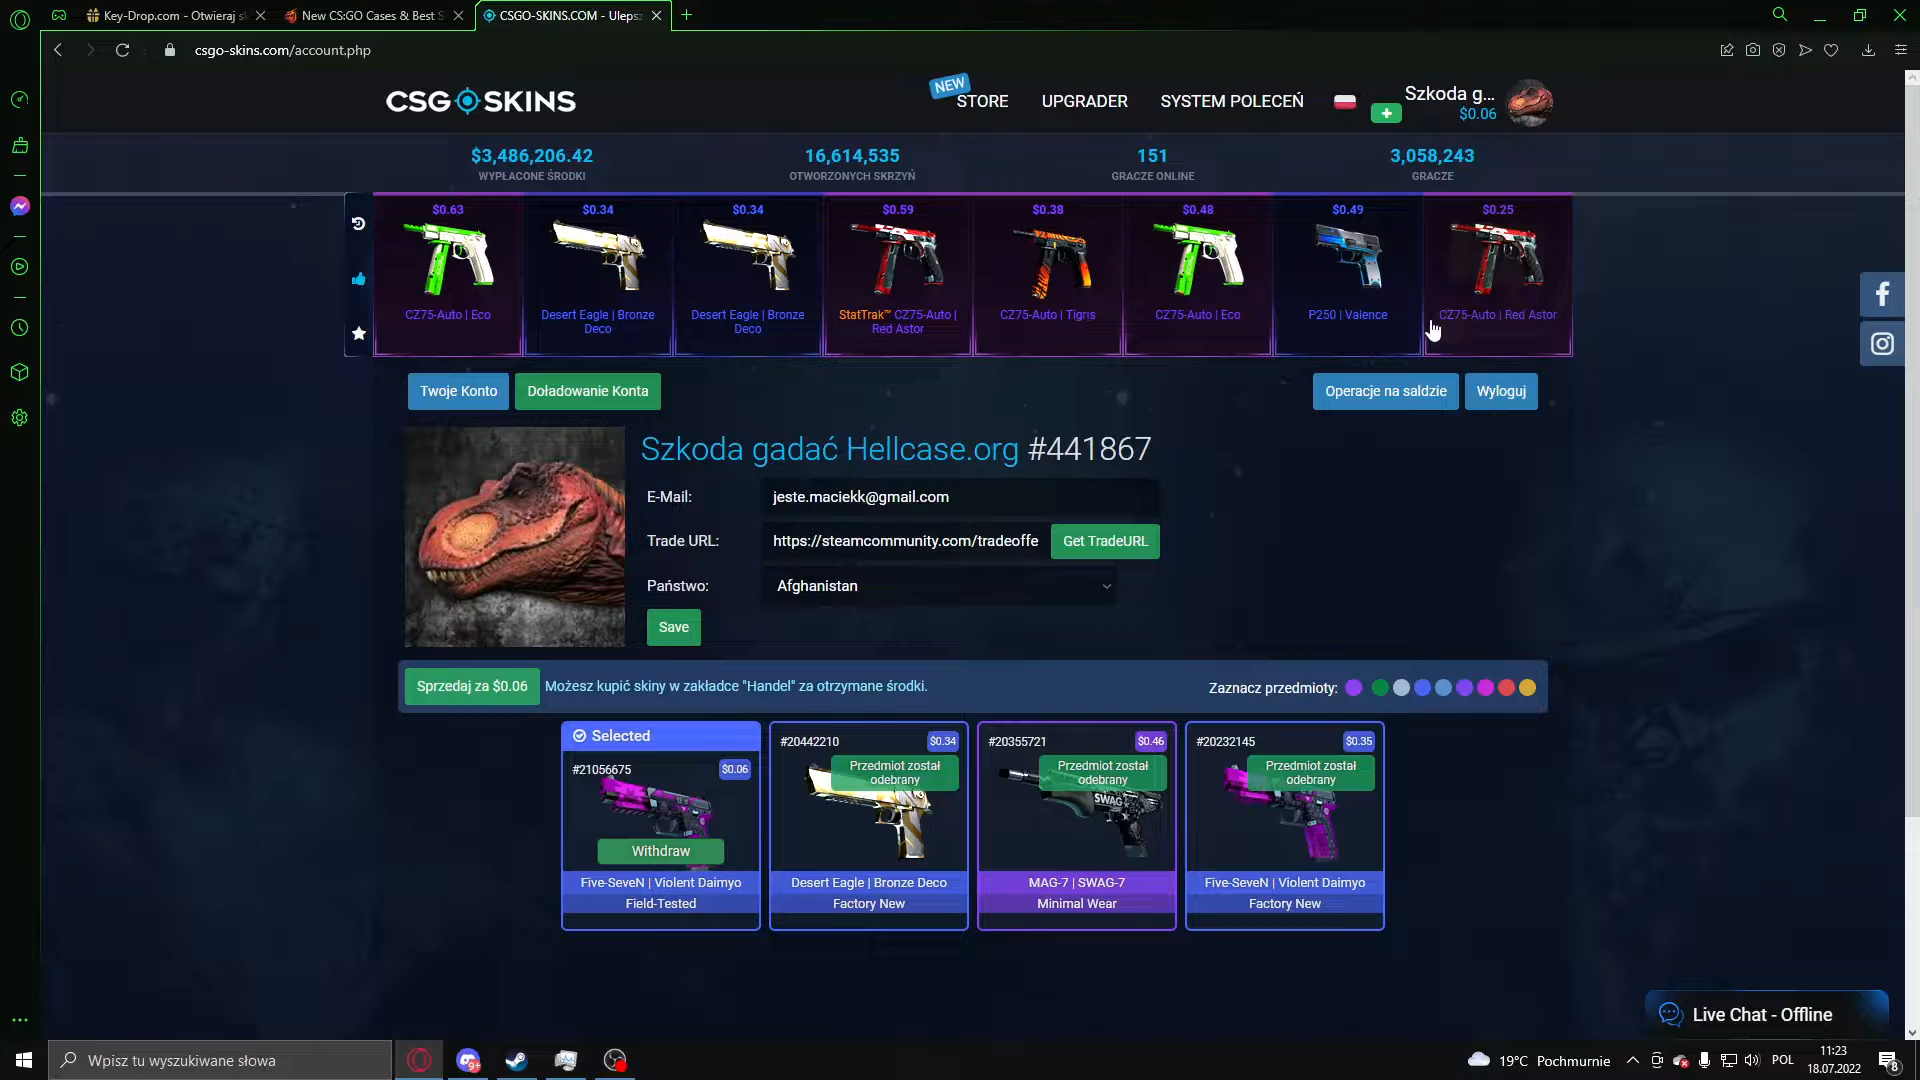 Key-Drop.com - Otwieraj s
New CS:GO Cases & Best S
CSGO-SKINS.COM - Uleps
csgo-skins.com/account.php
CSG SKINS
NEW
STORE
UPGRADER
SYSTEM POLECEŃ
Szkoda g...
$0.06
$3,486,206.42
16,614,535
151
3,058,243
WYPŁACONE ŚRODKI
OTWORZONYCH SKRZYŃ
GRACZE ONLINE
GRACZE
$0.63
$0.34
$0.34
$0.59
$0.38
$0.48
$0.49
$0.25
CZ75-Auto | Eco
Desert Eagle | Bronze
Deco
Desert Eagle | Bronze
Deco
StatTrak™ CZ75-Auto |
Red Astor
CZ75-Auto | Tigris
CZ75-Auto | Eco
P250 | Valence
CZ75-Auto | Red Astor
Twoje Konto
Doładowanie Konta
Operacje na saldzie
Wyloguj
Szkoda gadać Hellcase.org #441867
E-Mail:
jeste.maciekk@gmail.com
Trade URL:
https://steamcommunity.com/tradeoffe
Get TradeURL
Państwo:
Afghanistan
Save
Sprzedaj za $0.06
Możesz kupić skiny w zakładce "Handel" za otrzymane środki.
Zaznacz przedmioty:
Selected
#21056675
$0.06
Withdraw
Five-SeveN | Violent Daimyo
Field-Tested
#20442210
$0.34
Przedmiot został
odebrany
Desert Eagle | Bronze Deco
Factory New
#20355721
$0.46
Przedmiot został
odebrany
SWAG
MAG-7 | SWAG-7
Minimal Wear
#20232145
$0.35
Przedmiot został
odebrany
Five-SeveN | Violent Daimyo
Factory New
Live Chat - Offline
Wpisz tu wyszukiwane słowa
9+
19°C Pochmurnie
POL
11:23
18.07.2022
8